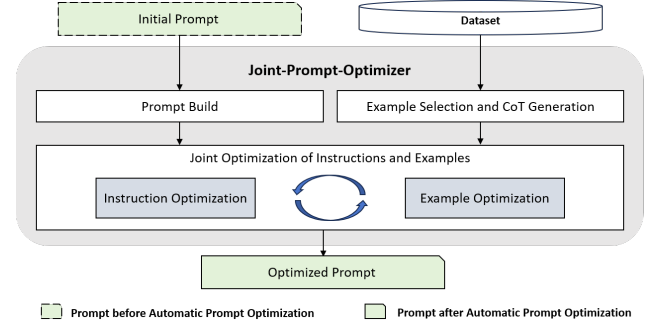 Initial Prompt
Dataset
Joint-Prompt-Optimizer
Prompt Build
Example Selection and CoT Generation
Joint Optimization of Instructions and Examples
Instruction Optimization
Example Optimization
Optimized Prompt
Prompt before Automatic Prompt Optimization
Prompt after Automatic Prompt Optimization